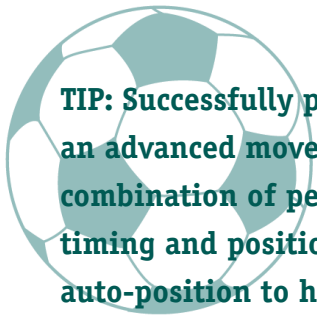 TIP: Successfully p
an advanced move
combination of pe
timing and positio
auto-position to h